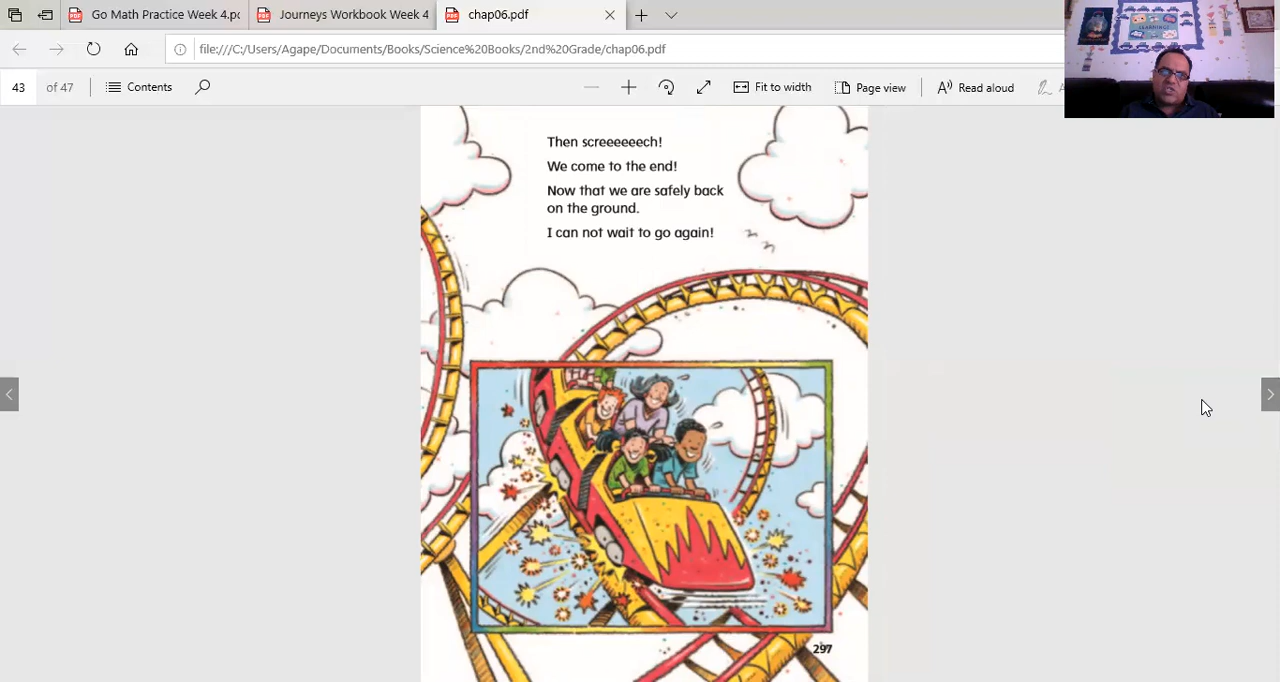 Go Math Practice Week 4.pc
Journeys Workbook Week 4
chap06.pdf
file:///C:/Users/Agape/Documents/Books/Science%20Books/2nd%20Grade/chap06.pdf
43 of 47
Contents
Fit to width
Page view
Read aloud
Then screeeeeech!
We come to the end!
Now that we are safely back
on the ground.
I can not wait to go again!
297